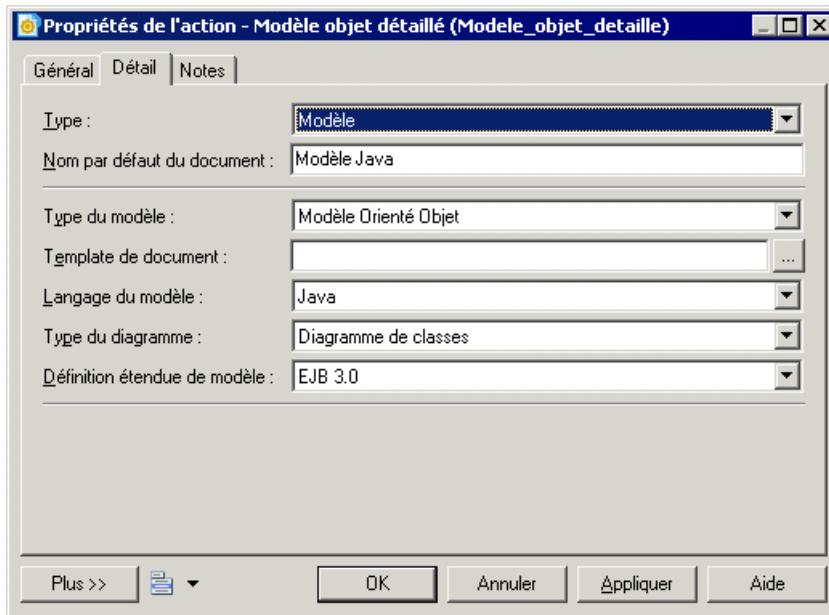 Propriétés de l'action - Modèle objet détaillé (Modele_objet_detaille)
Général Détail Notes
Type : Modèle
Nom par défaut du document : Modèle Java
Type du modèle : Modèle Orienté Objet
Template de document : ...
Langage du modèle : Java
Type du diagramme : Diagramme de classes
Définition étendue de modèle : EJB 3.0
Plus >> OK Annuler Appliquer Aide